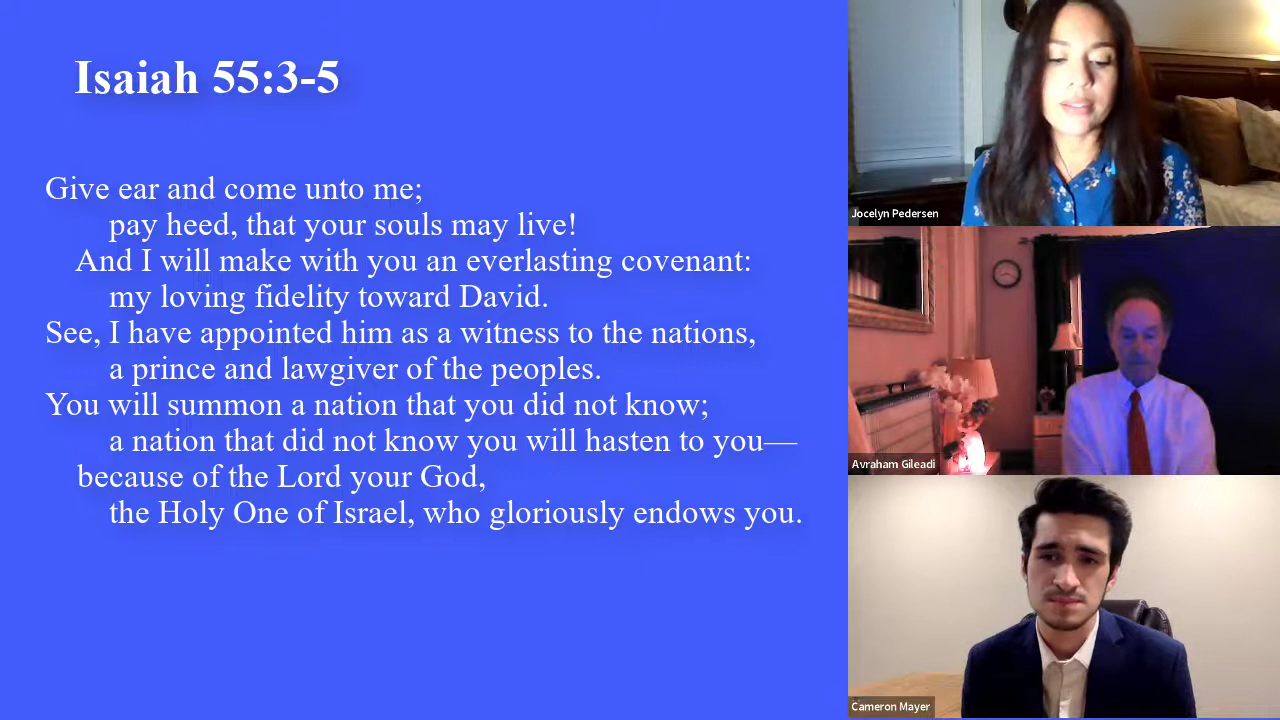 Isaiah 55:3-5
Give ear and come unto me;
pay heed, that your souls may live!
And I will make with you an everlasting covenant:
my loving fidelity toward David.
See, I have appointed him as a witness to the nations,
a prince and lawgiver of the peoples.
You will summon a nation that you did not know;
a nation that did not know you will hasten to you—
because of the Lord your God,
the Holy One of Israel, who gloriously endows you.
Jocelyn Pedersen
Avraham Gileadi
Cameron Mayer